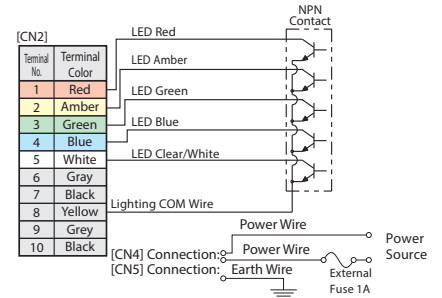 NPN
Contact
[CN2]
Terminal No. Terminal Color
1 Red
2 Amber
3 Green
4 Blue
5 White
6 Gray
7 Black
8 Yellow
9 Grey
10 Black
LED Red
LED Amber
LED Green
LED Blue
LED Clear/White
Lighting COM Wire
Power Wire
[CN4] Connection: Power Wire
[CN5] Connection: Earth Wire
Power
Source
External
Fuse 1A